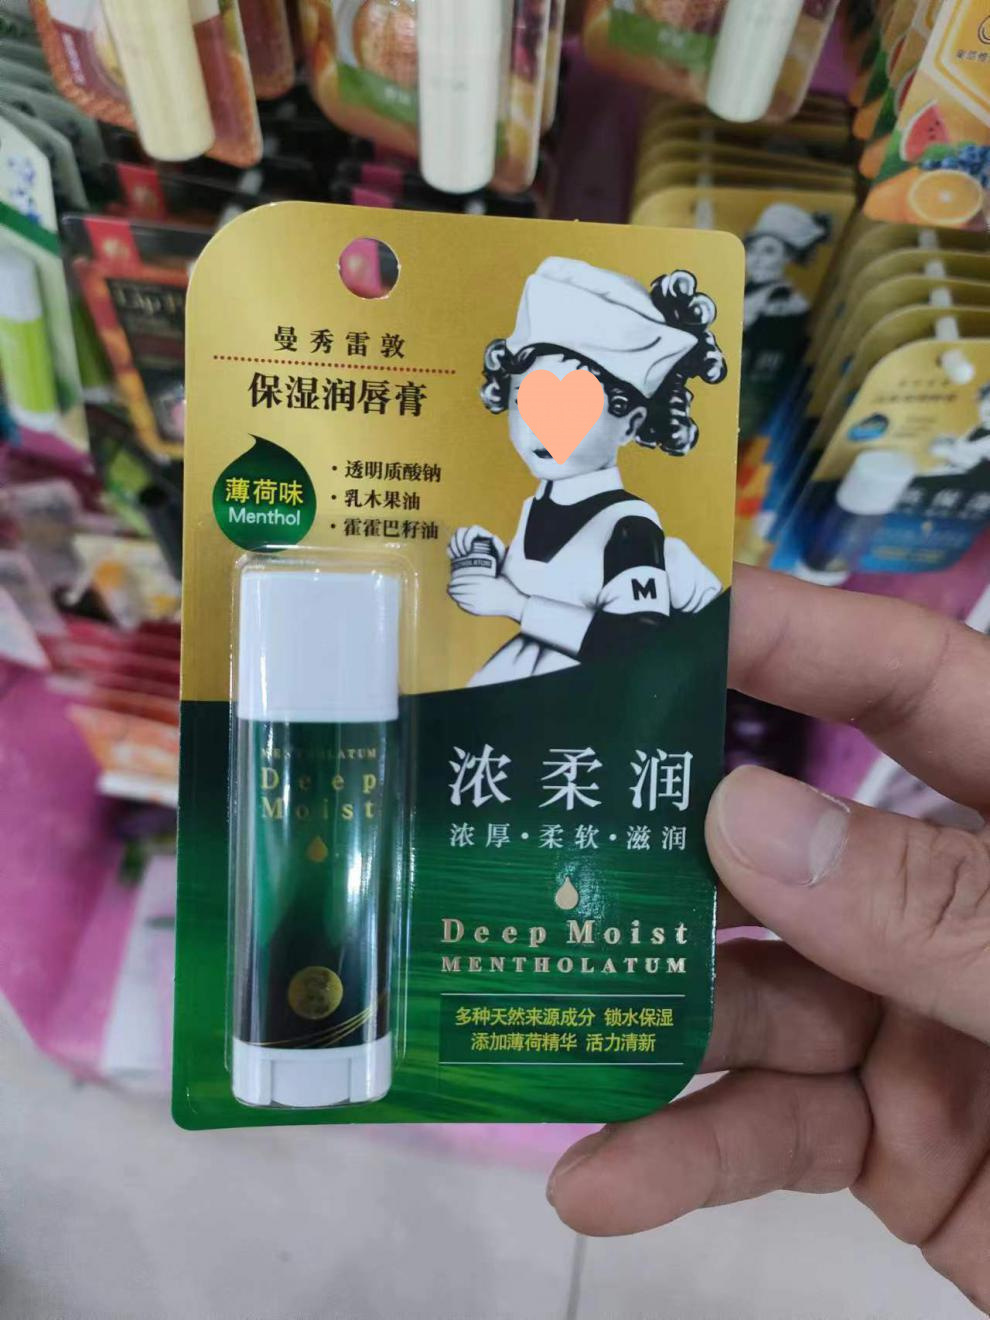 曼秀雷敦
保湿润唇膏
薄荷味
Menthol
·透明质酸钠
·乳木果油
·霍霍巴籽油
M
MENTHOLATUM
Deep
Moist
浓柔润
浓厚·柔软·滋润
Deep Moist
MENTHOLATUM
多种天然来源成分 锁水保湿
添加薄荷精华 活力清新